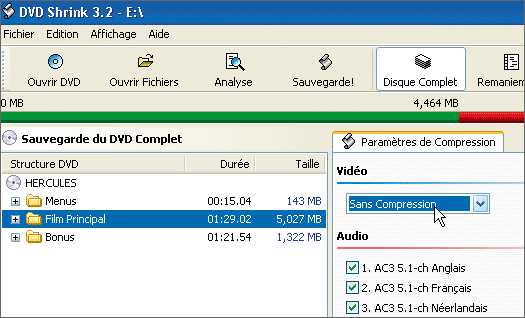 DVD Shrink 3.2 - E:\
Fichier Edition Affichage Aide
Ouvrir DVD Ouvrir Fichiers Analyse Sauvegarde! Disque Complet Remaniem
0 MB 4,464 MB
Sauvegarde du DVD Complet
Structure DVD Durée Taille
HERCULES
Menus 00:15.04 143 MB
Film Principal 01:29.02 5,027 MB
Bonus 01:21.54 1,322 MB
Paramètres de Compression
Vidéo
Sans Compression
Audio
1. AC3 5.1-ch Anglais
2. AC3 5.1-ch Français
3. AC3 5.1-ch Néerlandais